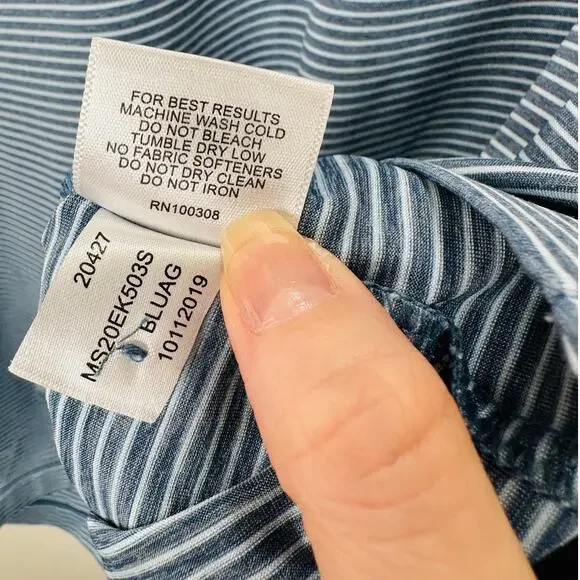 FOR BEST RESULTS
MACHINE WASH COLD
DO NOT BLEACH
TUMBLE DRY LOW
NO FABRIC SOFTENERS
DO NOT DRY CLEAN
DO NOT IRON
RN100308
20427
MS20EK503S
BLUAG
10112019